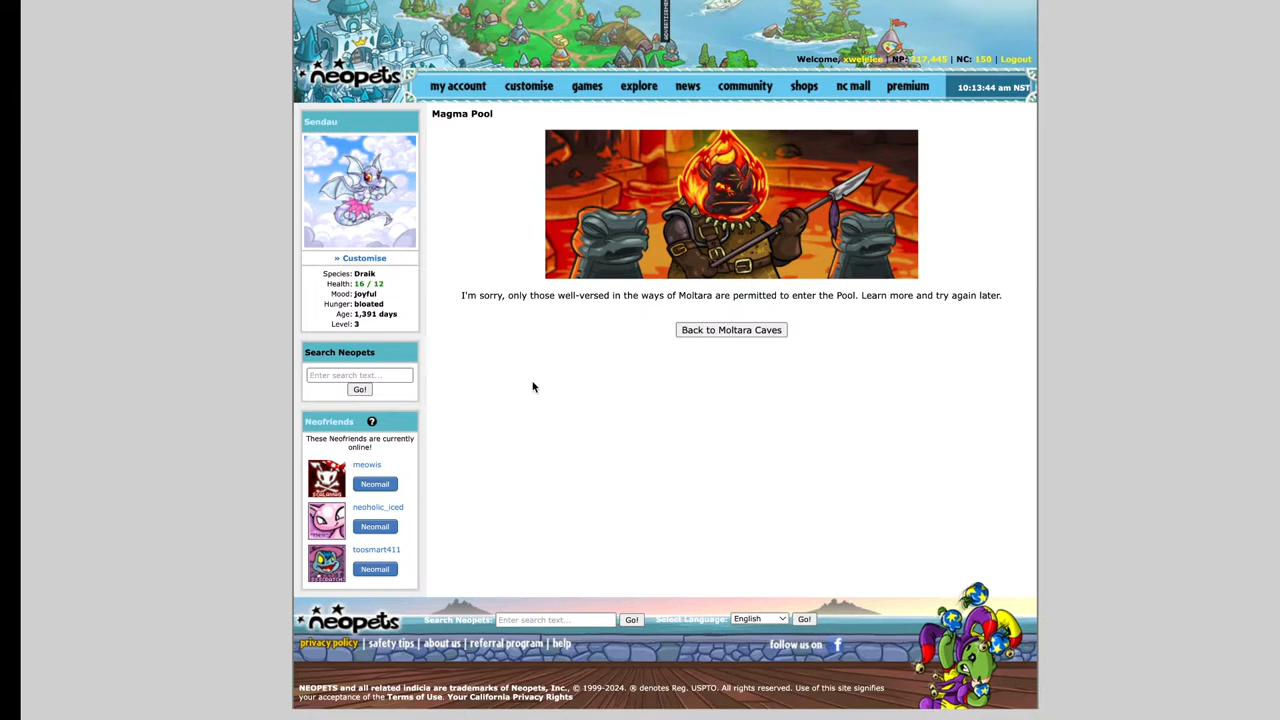 ADVERTISEMENT
Welcome, xweleiee | NP: 217,445 | NC: 150 | Logout
neopets
my account customise games explore news community shops nc mall premium 10:13:44 am NST
Sendau
» Customise
Species: Draik
Health: 16 / 12
Mood: joyful
Hunger: bloated
Age: 1,391 days
Level: 3
Search Neopets
Enter search text...
Go!
Neofriends ?
These Neofriends are currently
online!
meowis
Neomail
neoholic_iced
Neomail
toosmart411
Neomail
Magma Pool
I'm sorry, only those well-versed in the ways of Moltara are permitted to enter the Pool. Learn more and try again later.
Back to Moltara Caves
neopets
Search Neopets: Enter search text... Go! Select Language: English Go!
privacy policy | safety tips | about us | referral program | help
follow us on f
NEOPETS and all related indicia are trademarks of Neopets, Inc., © 1999-2024. ® denotes Reg. USPTO. All rights reserved. Use of this site signifies
your acceptance of the Terms of Use. Your California Privacy Rights